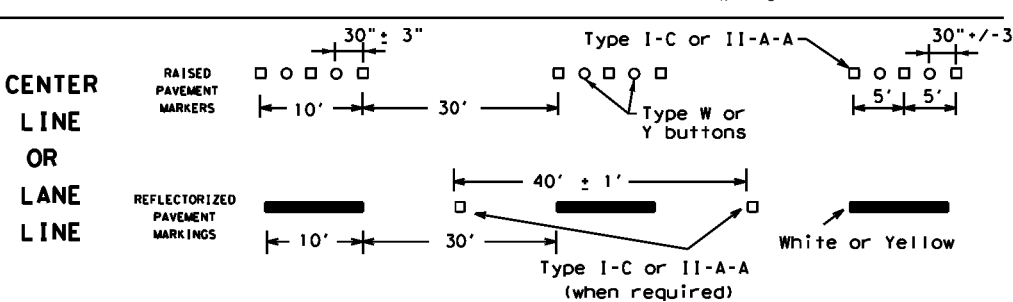 30"± 3"
Type I-C or II-A-A
30"+/-3
CENTER
LINE
OR
LANE
LINE
RAISED
PAVEMENT
MARKERS
10'
30'
Type W or
Y buttons
5'
5'
REFLECTORIZED
PAVEMENT
MARKINGS
40' ± 1'
10'
30'
Type I-C or II-A-A
(when required)
White or Yellow